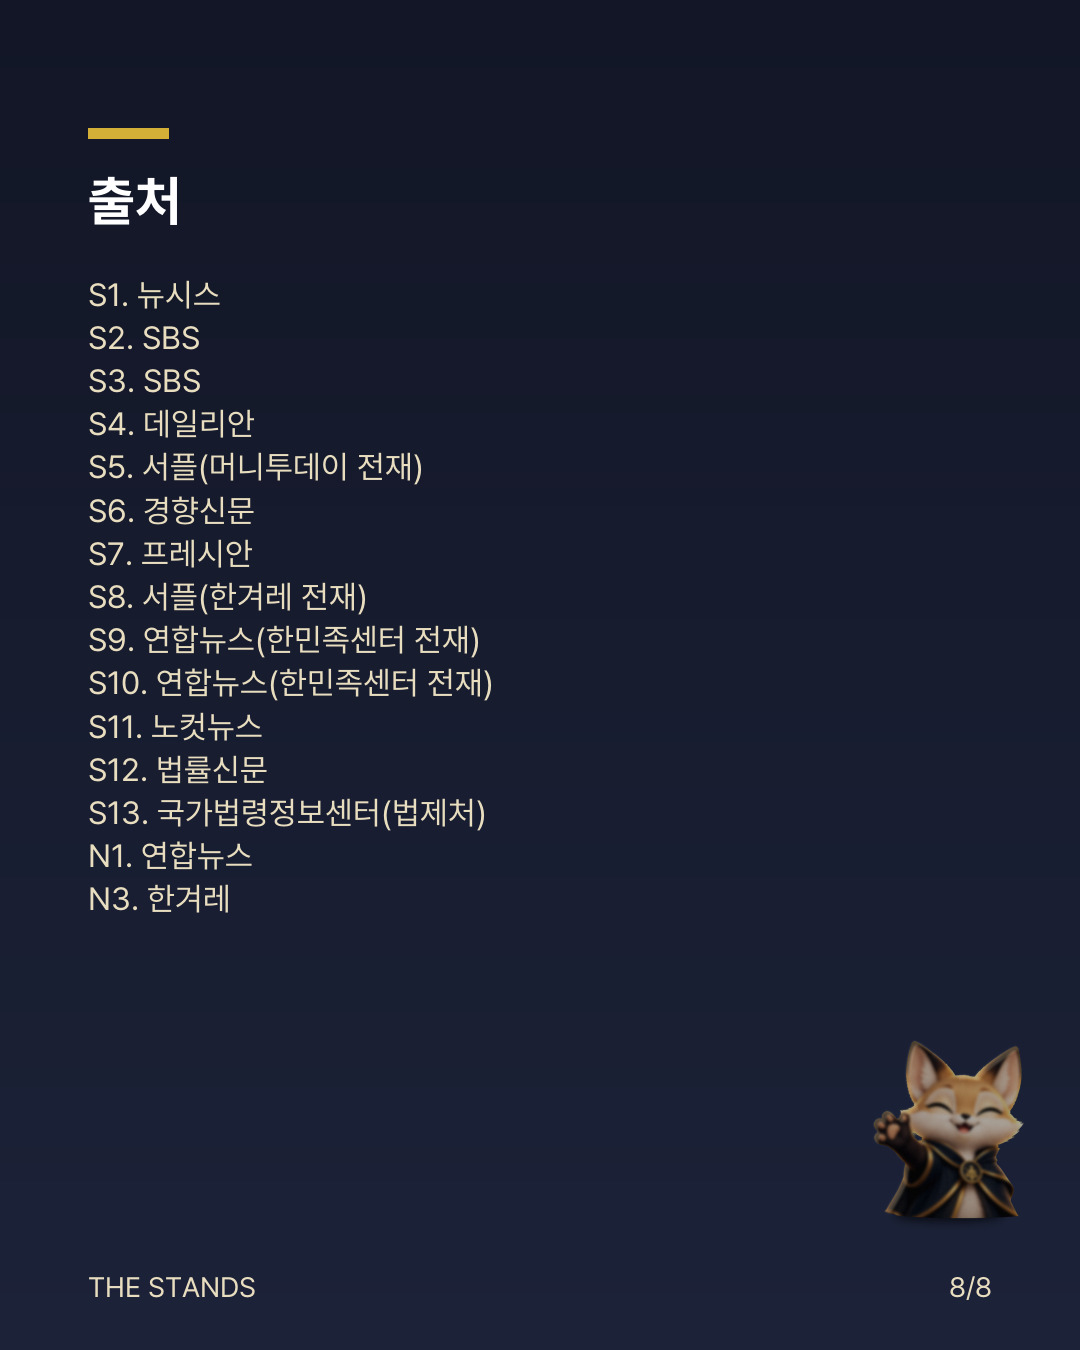 출처
S1. 뉴시스
S2. SBS
S3. SBS
S4. 데일리안
S5. 서플(머니투데이 전재)
S6. 경향신문
S7. 프레시안
S8. 서플(한겨레 전재)
S9. 연합뉴스(한민족센터 전재)
S10. 연합뉴스(한민족센터 전재)
S11. 노컷뉴스
S12. 법률신문
S13. 국가법령정보센터(법제처)
N1. 연합뉴스
N3. 한겨레
THE STANDS
8/8